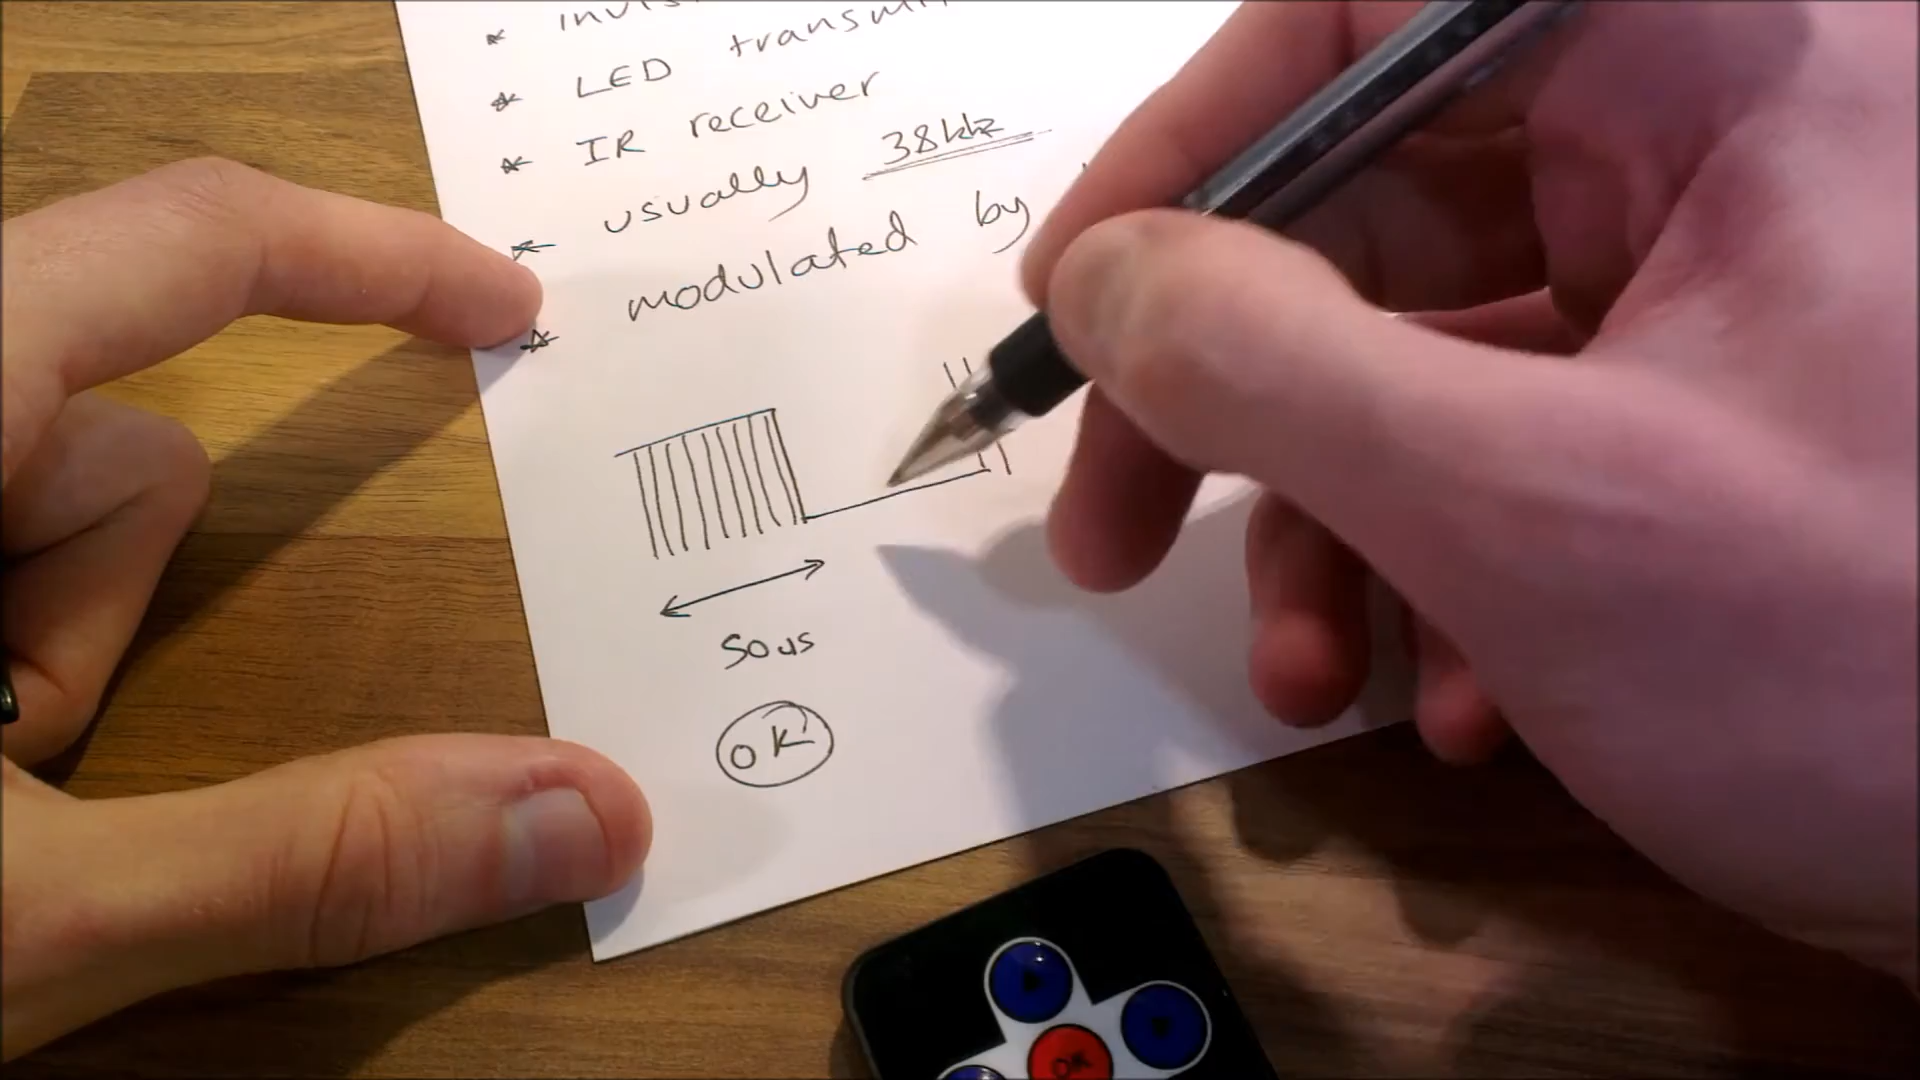 LED
IR receiver
usually 38khz
modulated by
50us
OK
OK